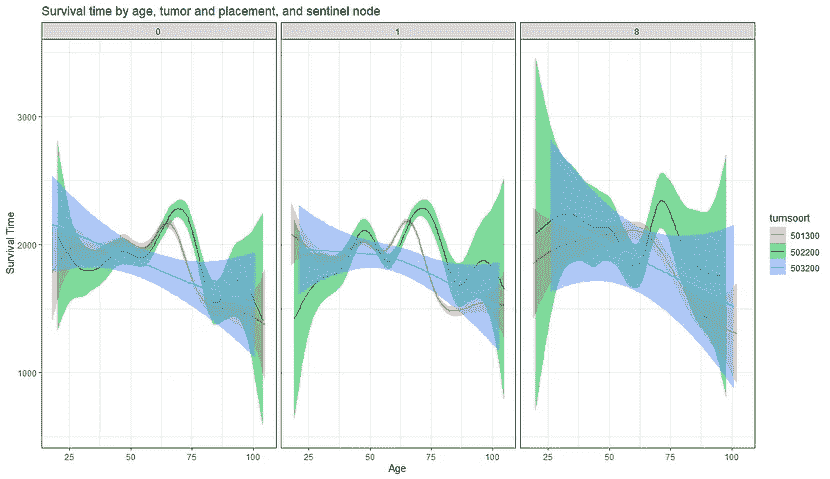 Survival time by age, tumor and placement, and sentinel node
0 1 8
3000
2000
1000
Survival Time
25 50 75 100 25 50 75 100 25 50 75 100
Age
tumsoort
501300
502200
503200